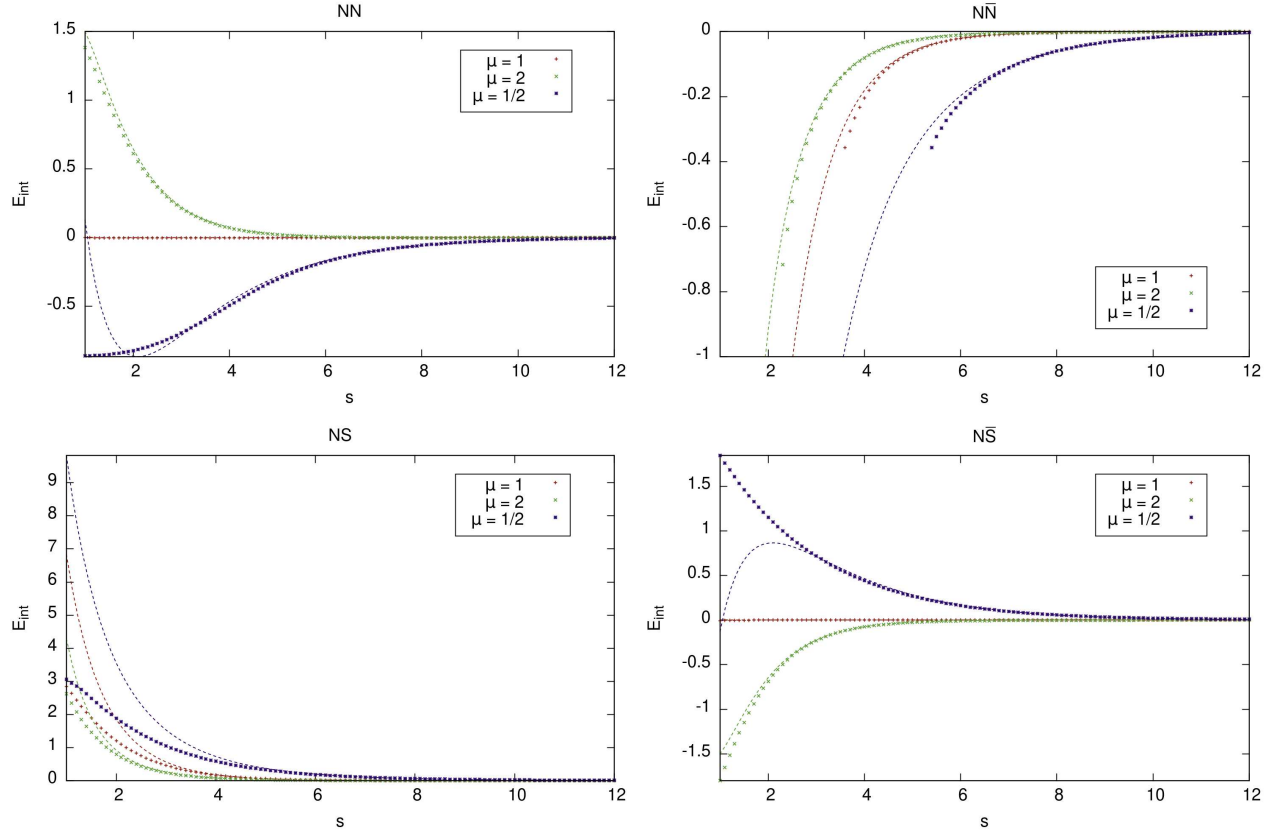 NN
1.5
1
0.5
0
-0.5
E_int
2 4 6 8 10 12
s
μ = 1
μ = 2
μ = 1/2
NN̅
0
-0.2
-0.4
-0.6
-0.8
-1
E_int
2 4 6 8 10 12
s
μ = 1
μ = 2
μ = 1/2
NS
9
8
7
6
5
4
3
2
1
0
E_int
2 4 6 8 10 12
s
μ = 1
μ = 2
μ = 1/2
NS̅
1.5
1
0.5
0
-0.5
-1
-1.5
E_int
2 4 6 8 10 12
s
μ = 1
μ = 2
μ = 1/2